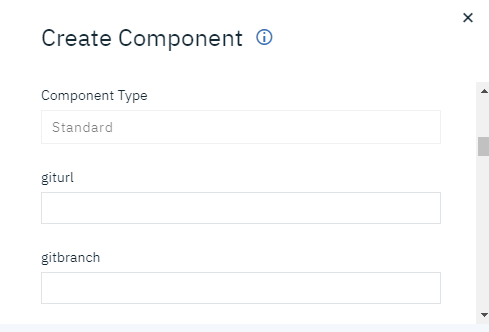 Create Component
Component Type
Standard
giturl
gitbranch